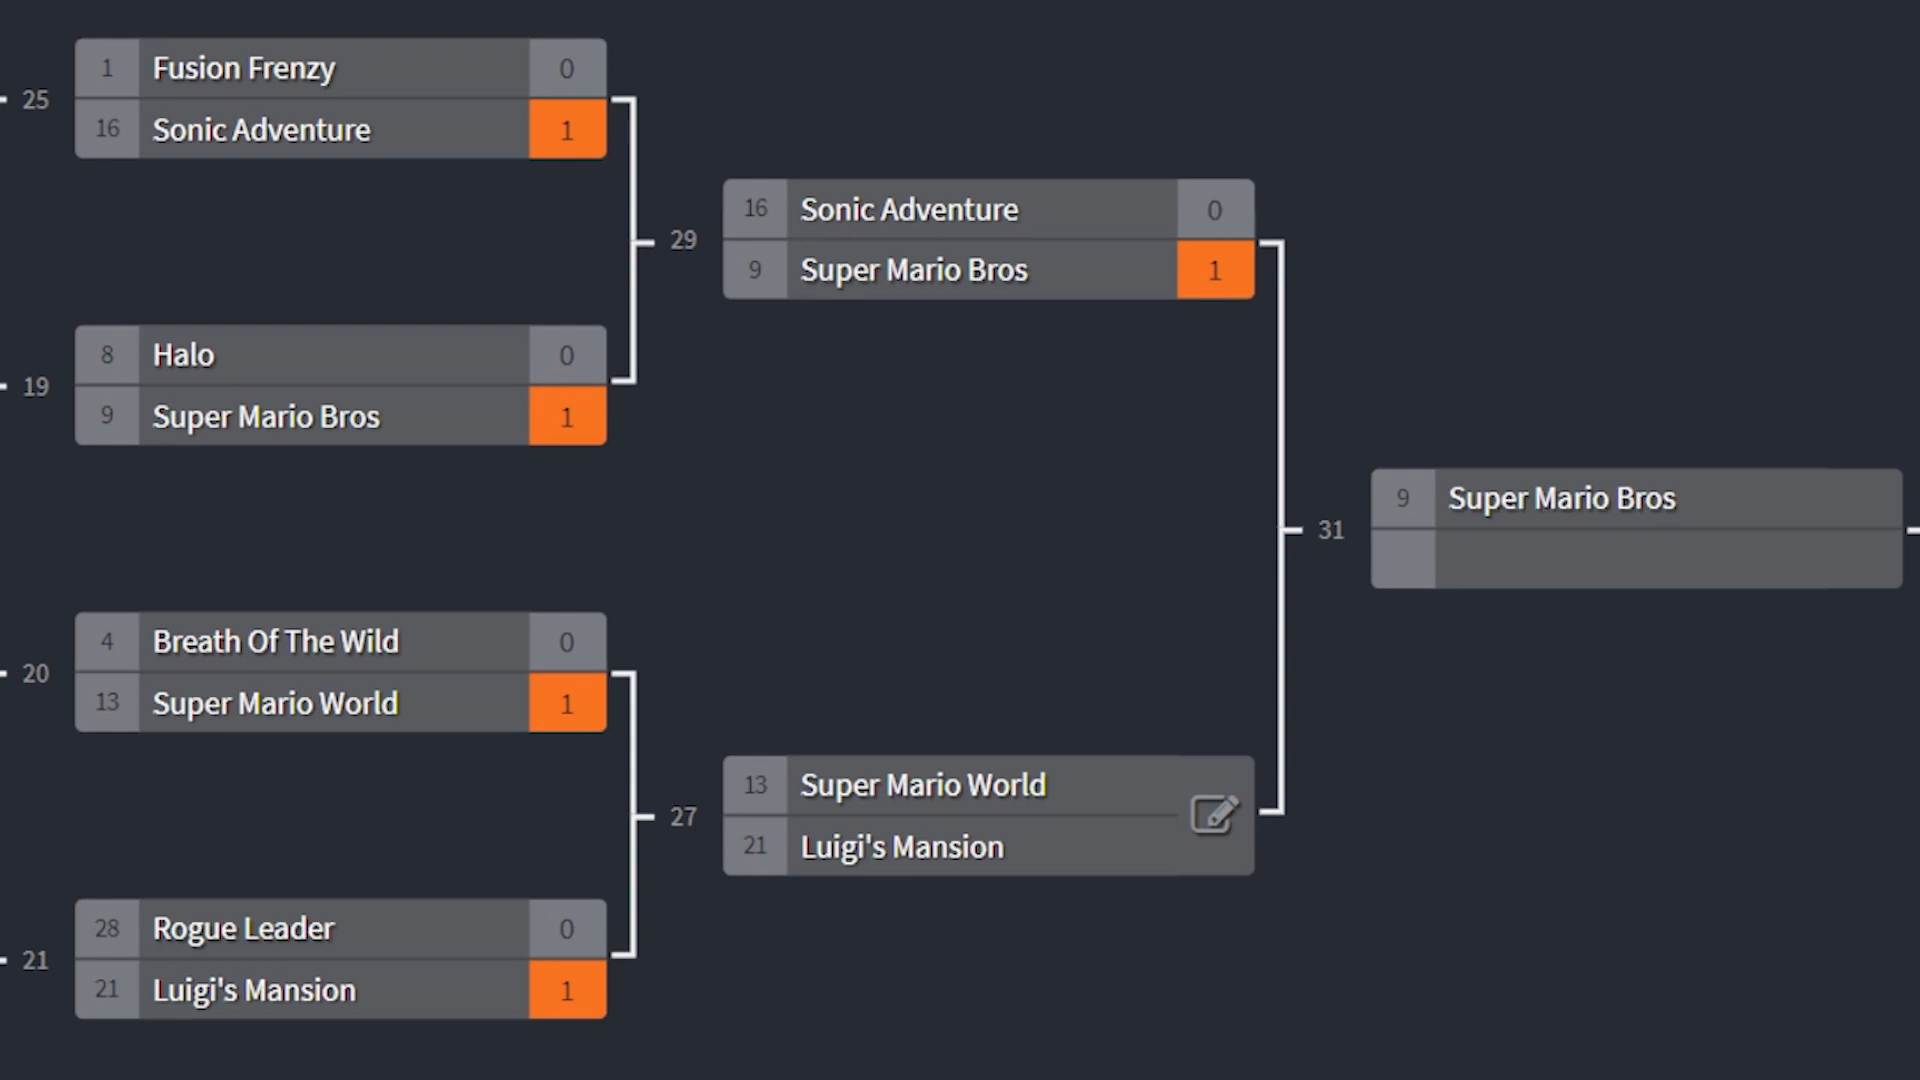 25
1 Fusion Frenzy 0
16 Sonic Adventure 1
29
16 Sonic Adventure 0
9 Super Mario Bros 1
19
8 Halo 0
9 Super Mario Bros 1
31
9 Super Mario Bros
20
4 Breath Of The Wild 0
13 Super Mario World 1
27
13 Super Mario World
21 Luigi's Mansion
21
28 Rogue Leader 0
21 Luigi's Mansion 1